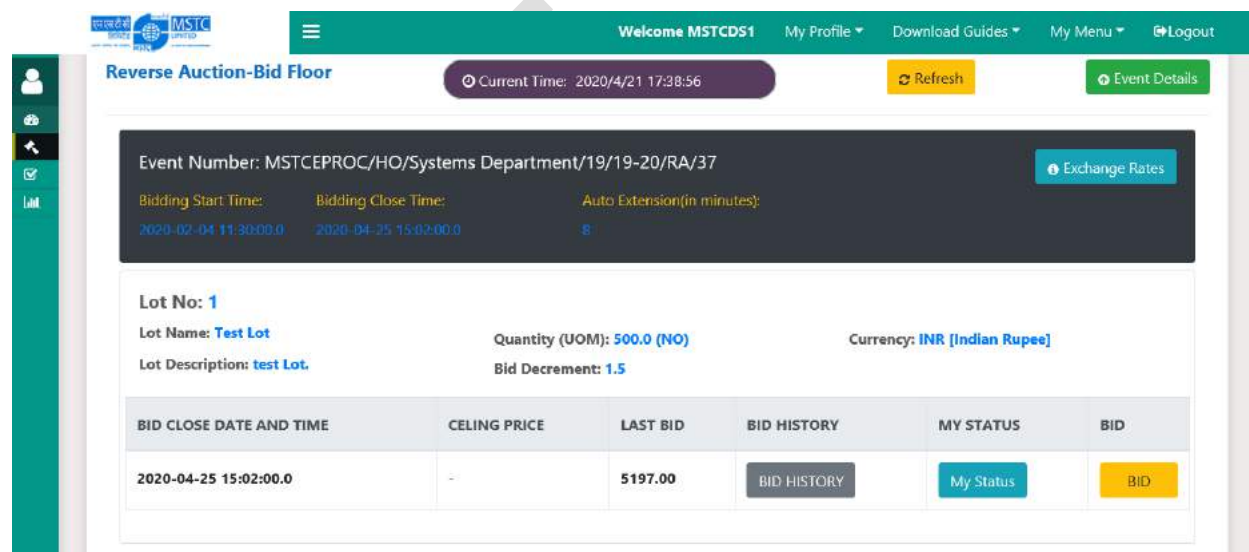 एमएसटीसी MSTC
LIMITED
Welcome MSTCDS1 My Profile Download Guides My Menu Logout
Reverse Auction-Bid Floor
Current Time: 2020/4/21 17:38:56
Refresh
Event Details
Event Number: MSTCEPROC/HO/Systems Department/19/19-20/RA/37
Exchange Rates
Bidding Start Time: Bidding Close Time: Auto Extension(in minutes):
2020-02-04 11:30:00.0 2020-04-25 15:02:00.0 8
Lot No: 1
Lot Name: Test Lot Quantity (UOM): 500.0 (NO) Currency: INR [Indian Rupee]
Lot Description: test Lot. Bid Decrement: 1.5
BID CLOSE DATE AND TIME CELING PRICE LAST BID BID HISTORY MY STATUS BID
2020-04-25 15:02:00.0 - 5197.00 BID HISTORY My Status BID